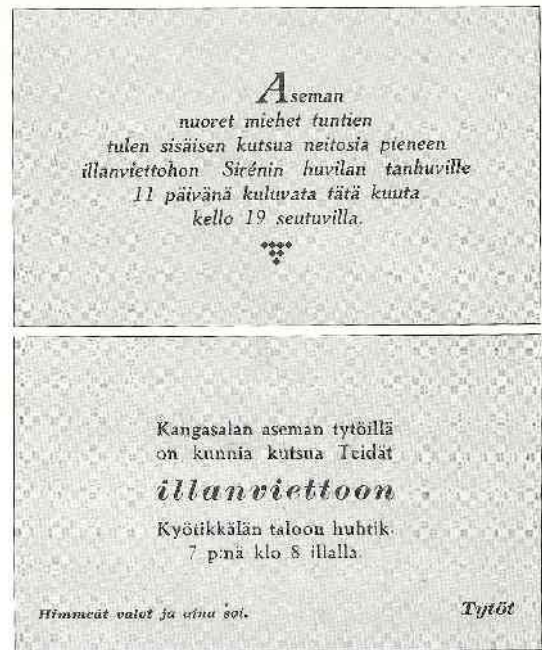 Aseman
nuoret miehet tuntien
tulen sisäisen kutsua neitosia pieneen
illanviettohon Sirénin huvilan tanhuville
11 päivänä kuluvata tätä kuuta
kello 19 seutuvilla.
Kangasalan aseman tytöillä
on kunnia kutsua Teidät
illanviettoon
Kyötikkälän taloon huhtik.
7 p:nä klo 8 illalla.
Himmeät valot ja aina soi.
Tytöt